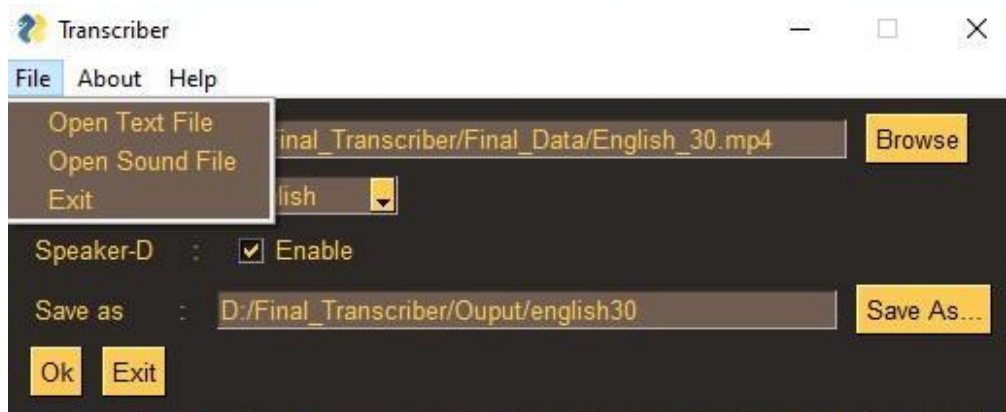 Transcriber
File About Help
Open Text File
Open Sound File
Exit
inal_Transcriber/Final_Data/English_30.mp4 Browse
lish
Speaker-D : Enable
Save as : D:/Final_Transcriber/Ouput/english30 Save As...
Ok Exit